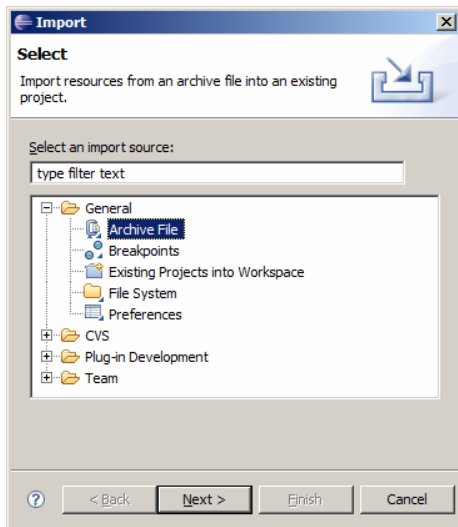 Import
Select
Import resources from an archive file into an existing
project.
Select an import source:
type filter text
General
Archive File
Breakpoints
Existing Projects into Workspace
File System
Preferences
CVS
Plug-in Development
Team
? < Back Next > Finish Cancel